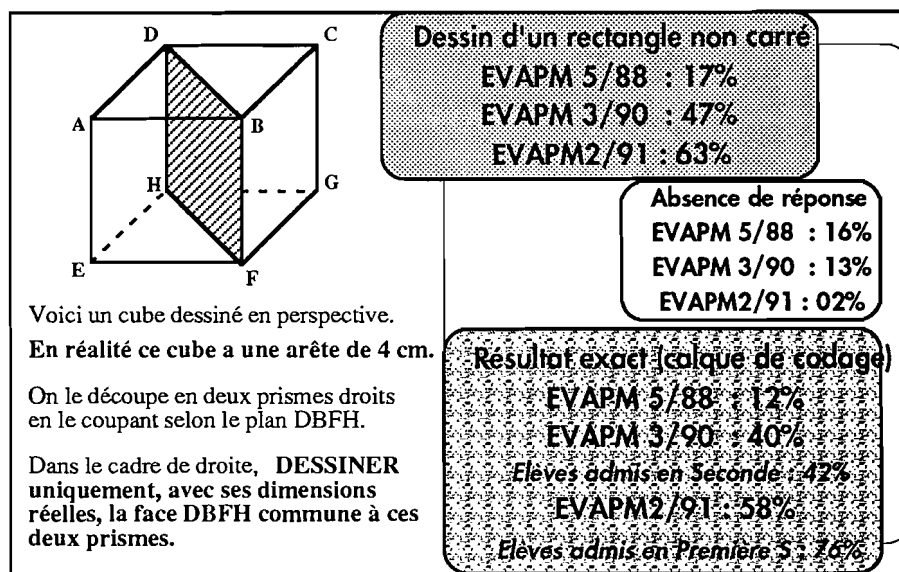 D
C
A
B
H
G
E
F
Voici un cube dessiné en perspective.
En réalité ce cube a une arête de 4 cm.
On le découpe en deux prismes droits
en le coupant selon le plan DBFH.
Dans le cadre de droite, DESSINER
uniquement, avec ses dimensions
réelles, la face DBFH commune à ces
deux prismes.
Dessin d'un rectangle non carré
EVAPM 5/88 : 17%
EVAPM 3/90 : 47%
EVAPM2/91 : 63%
Absence de réponse
EVAPM 5/88 : 16%
EVAPM 3/90 : 13%
EVAPM2/91 : 02%
Résultat exact (calque de codage)
EVAPM 5/88 : 12%
EVAPM 3/90 : 40%
Elèves admis en Seconde : 42%
EVAPM2/91 : 58%
Elèves admis en Première S : 76%